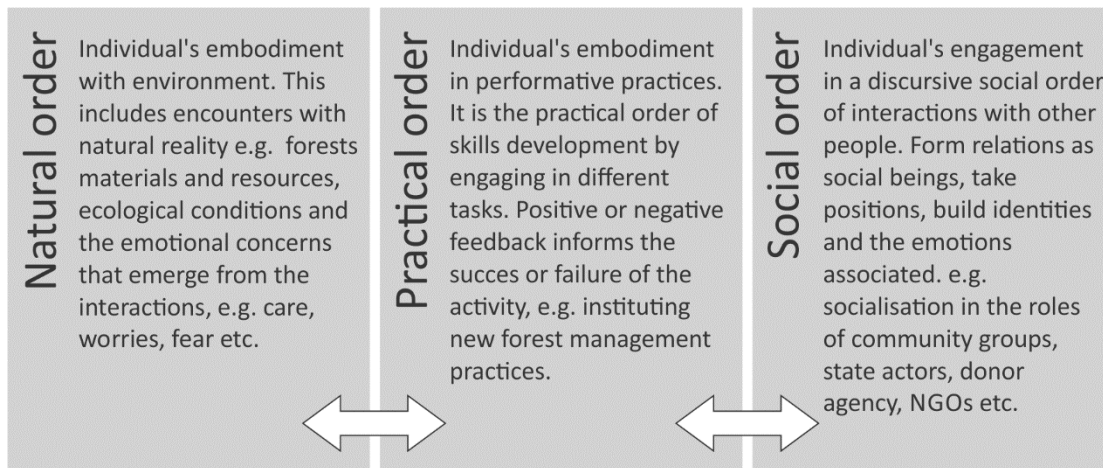 Natural order
Individual's embodiment
with environment. This
includes encounters with
natural reality e.g. forests
materials and resources,
ecological conditions and
the emotional concerns
that emerge from the
interactions, e.g. care,
worries, fear etc.
Practical order
Individual's embodiment
in performative practices.
It is the practical order of
skills development by
engaging in different
tasks. Positive or negative
feedback informs the
succes or failure of the
activity, e.g. instituting
new forest management
practices.
Social order
Individual's engagement
in a discursive social order
of interactions with other
people. Form relations as
social beings, take
positions, build identities
and the emotions
associated. e.g.
socialisation in the roles
of community groups,
state actors, donor
agency, NGOs etc.